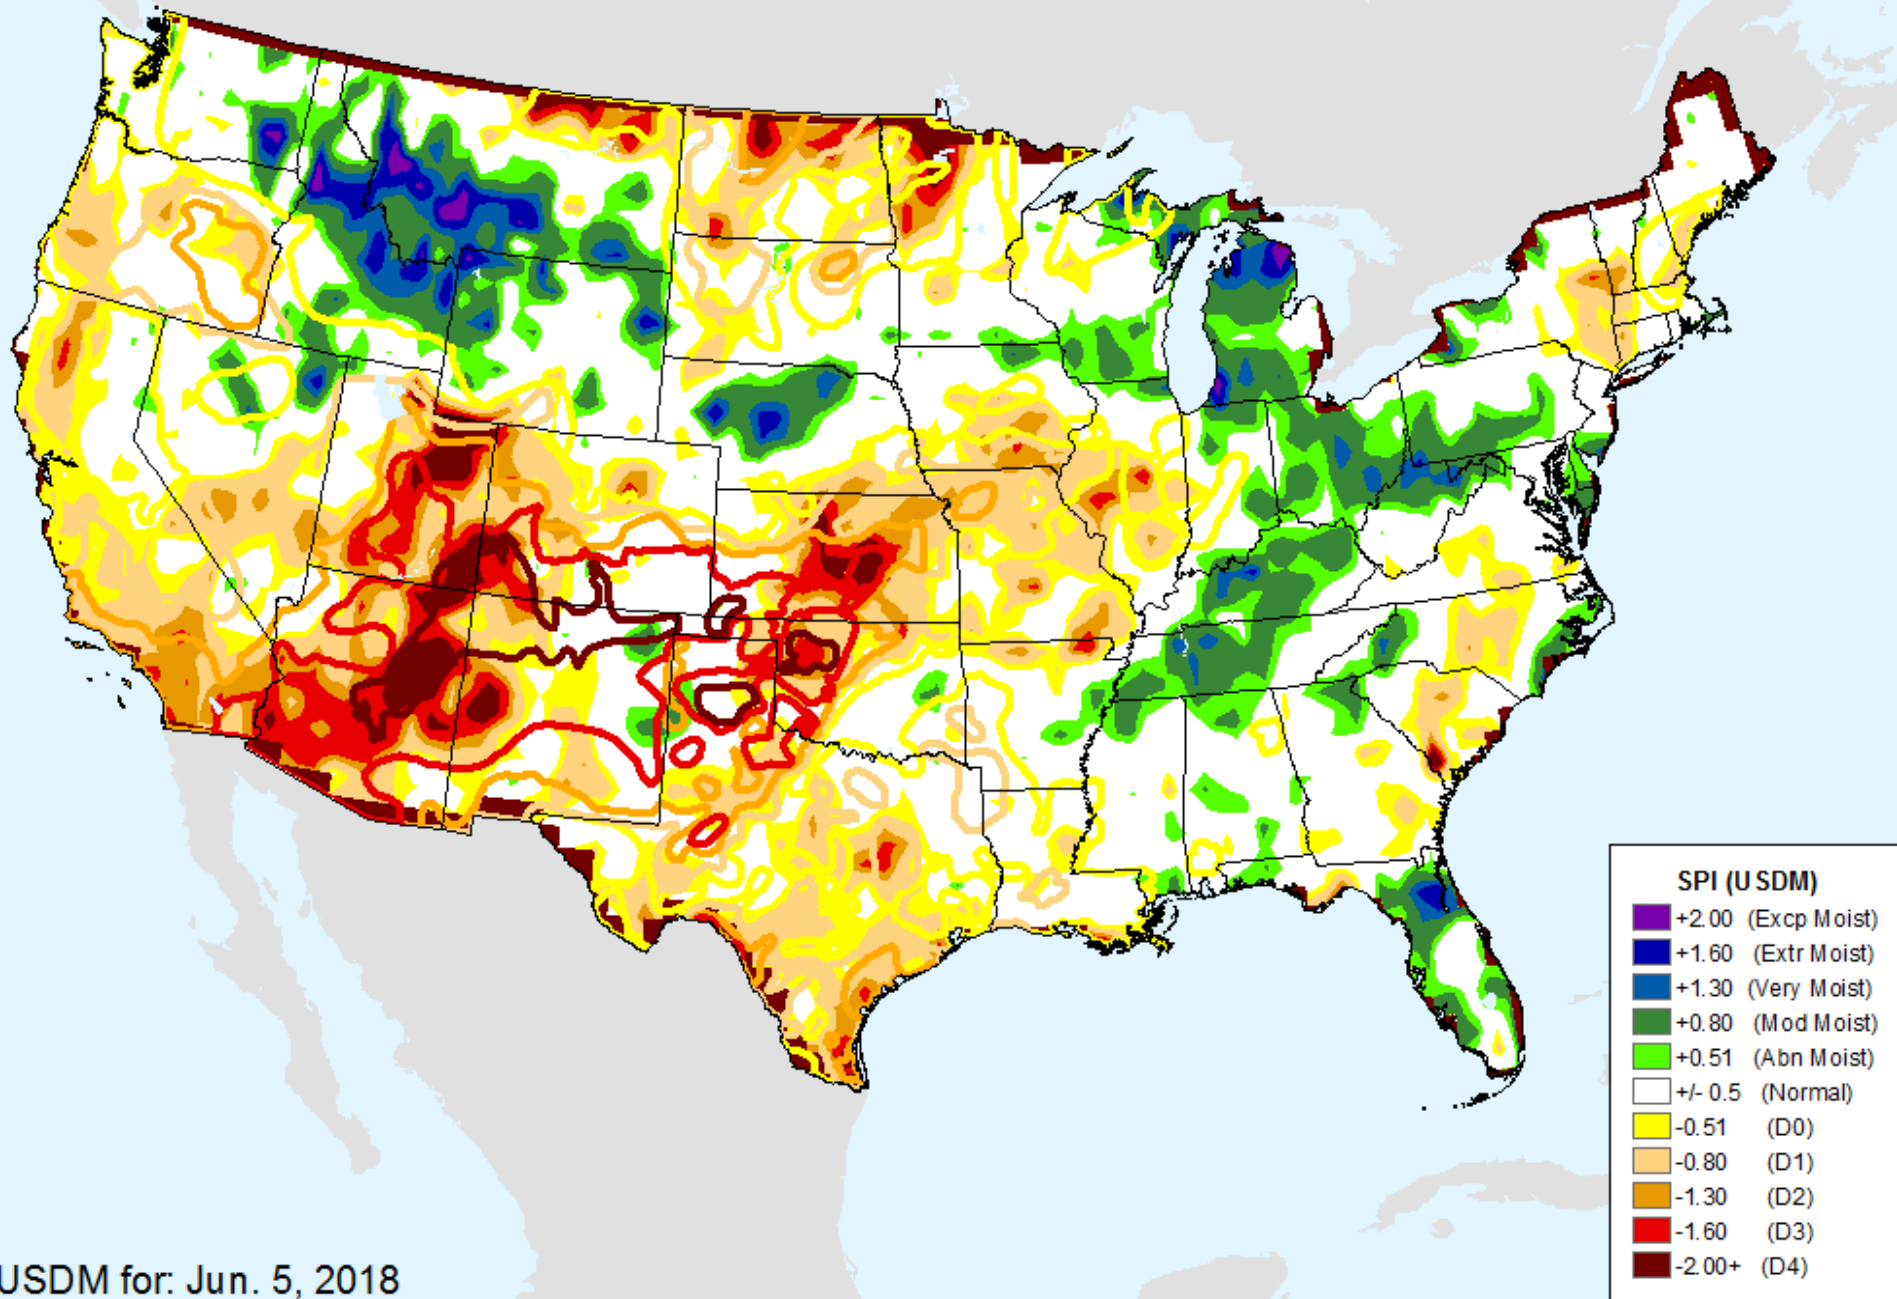 SPI (USDM)
+2.00 (Excp Moist)
+1.60 (Extr Moist)
+1.30 (Very Moist)
+0.80 (Mod Moist)
+0.51 (Abn Moist)
+/- 0.5 (Normal)
-0.51 (D0)
-0.80 (D1)
-1.30 (D2)
-1.60 (D3)
-2.00+ (D4)
USDM for: Jun. 5, 2018